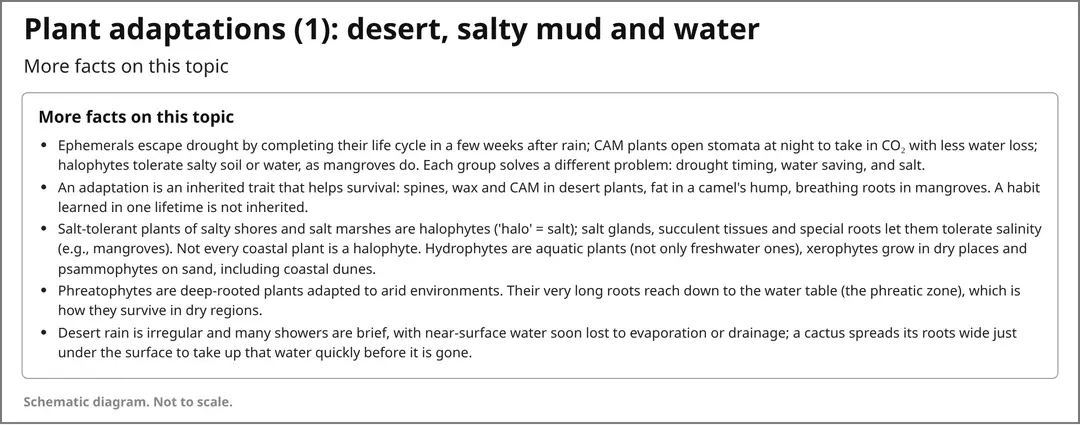 Plant adaptations (1): desert, salty mud and water
More facts on this topic
More facts on this topic
• Ephemerals escape drought by completing their life cycle in a few weeks after rain; CAM plants open stomata at night to take in CO₂ with less water loss;
halophytes tolerate salty soil or water, as mangroves do. Each group solves a different problem: drought timing, water saving, and salt.
• An adaptation is an inherited trait that helps survival: spines, wax and CAM in desert plants, fat in a camel's hump, breathing roots in mangroves. A habit
learned in one lifetime is not inherited.
• Salt-tolerant plants of salty shores and salt marshes are halophytes ('halo' = salt); salt glands, succulent tissues and special roots let them tolerate salinity
(e.g., mangroves). Not every coastal plant is a halophyte. Hydrophytes are aquatic plants (not only freshwater ones), xerophytes grow in dry places and
psammophytes on sand, including coastal dunes.
• Phreatophytes are deep-rooted plants adapted to arid environments. Their very long roots reach down to the water table (the phreatic zone), which is
how they survive in dry regions.
• Desert rain is irregular and many showers are brief, with near-surface water soon lost to evaporation or drainage; a cactus spreads its roots wide just
under the surface to take up that water quickly before it is gone.
Schematic diagram. Not to scale.